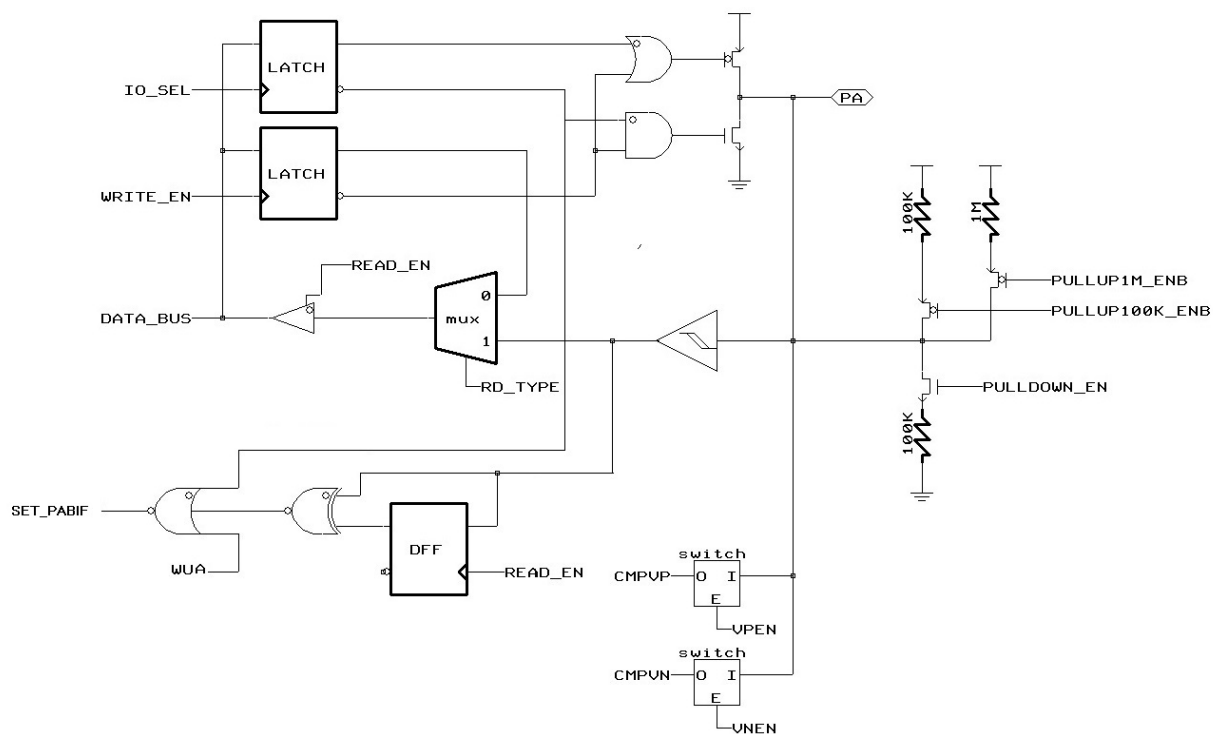 LATCH
IO_SEL
PA
LATCH
WRITE_EN
100K
1M
READ_EN
PULLUP1M_ENB
0
DATA_BUS
mux
PULLUP100K_ENB
1
RD_TYPE
PULLDOWN_EN
100K
SET_PABIF
DFF
WUA
READ_EN
switch
CMPVP
O I
E
VPEN
switch
CMPVN
O I
E
VNEN